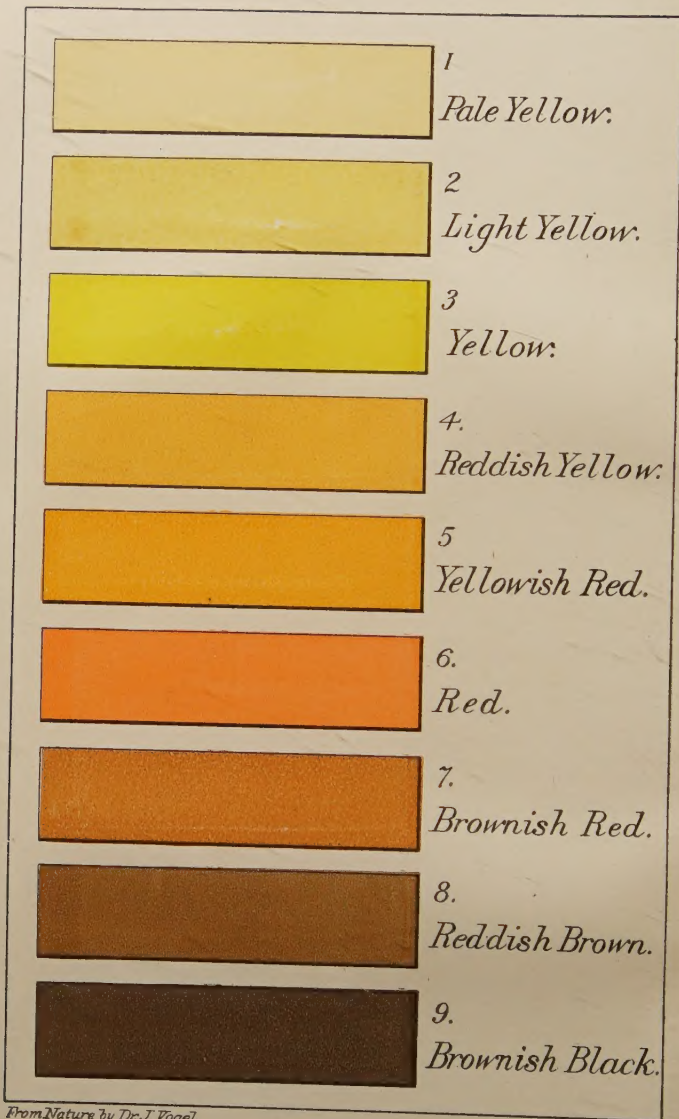 1
Pale Yellow.
2
Light Yellow.
3
Yellow.
4.
Reddish Yellow.
5
Yellowish Red.
6.
Red.
7.
Brownish Red.
8.
Reddish Brown.
9.
Brownish Black.
From Nature by Dr. J. Vogel